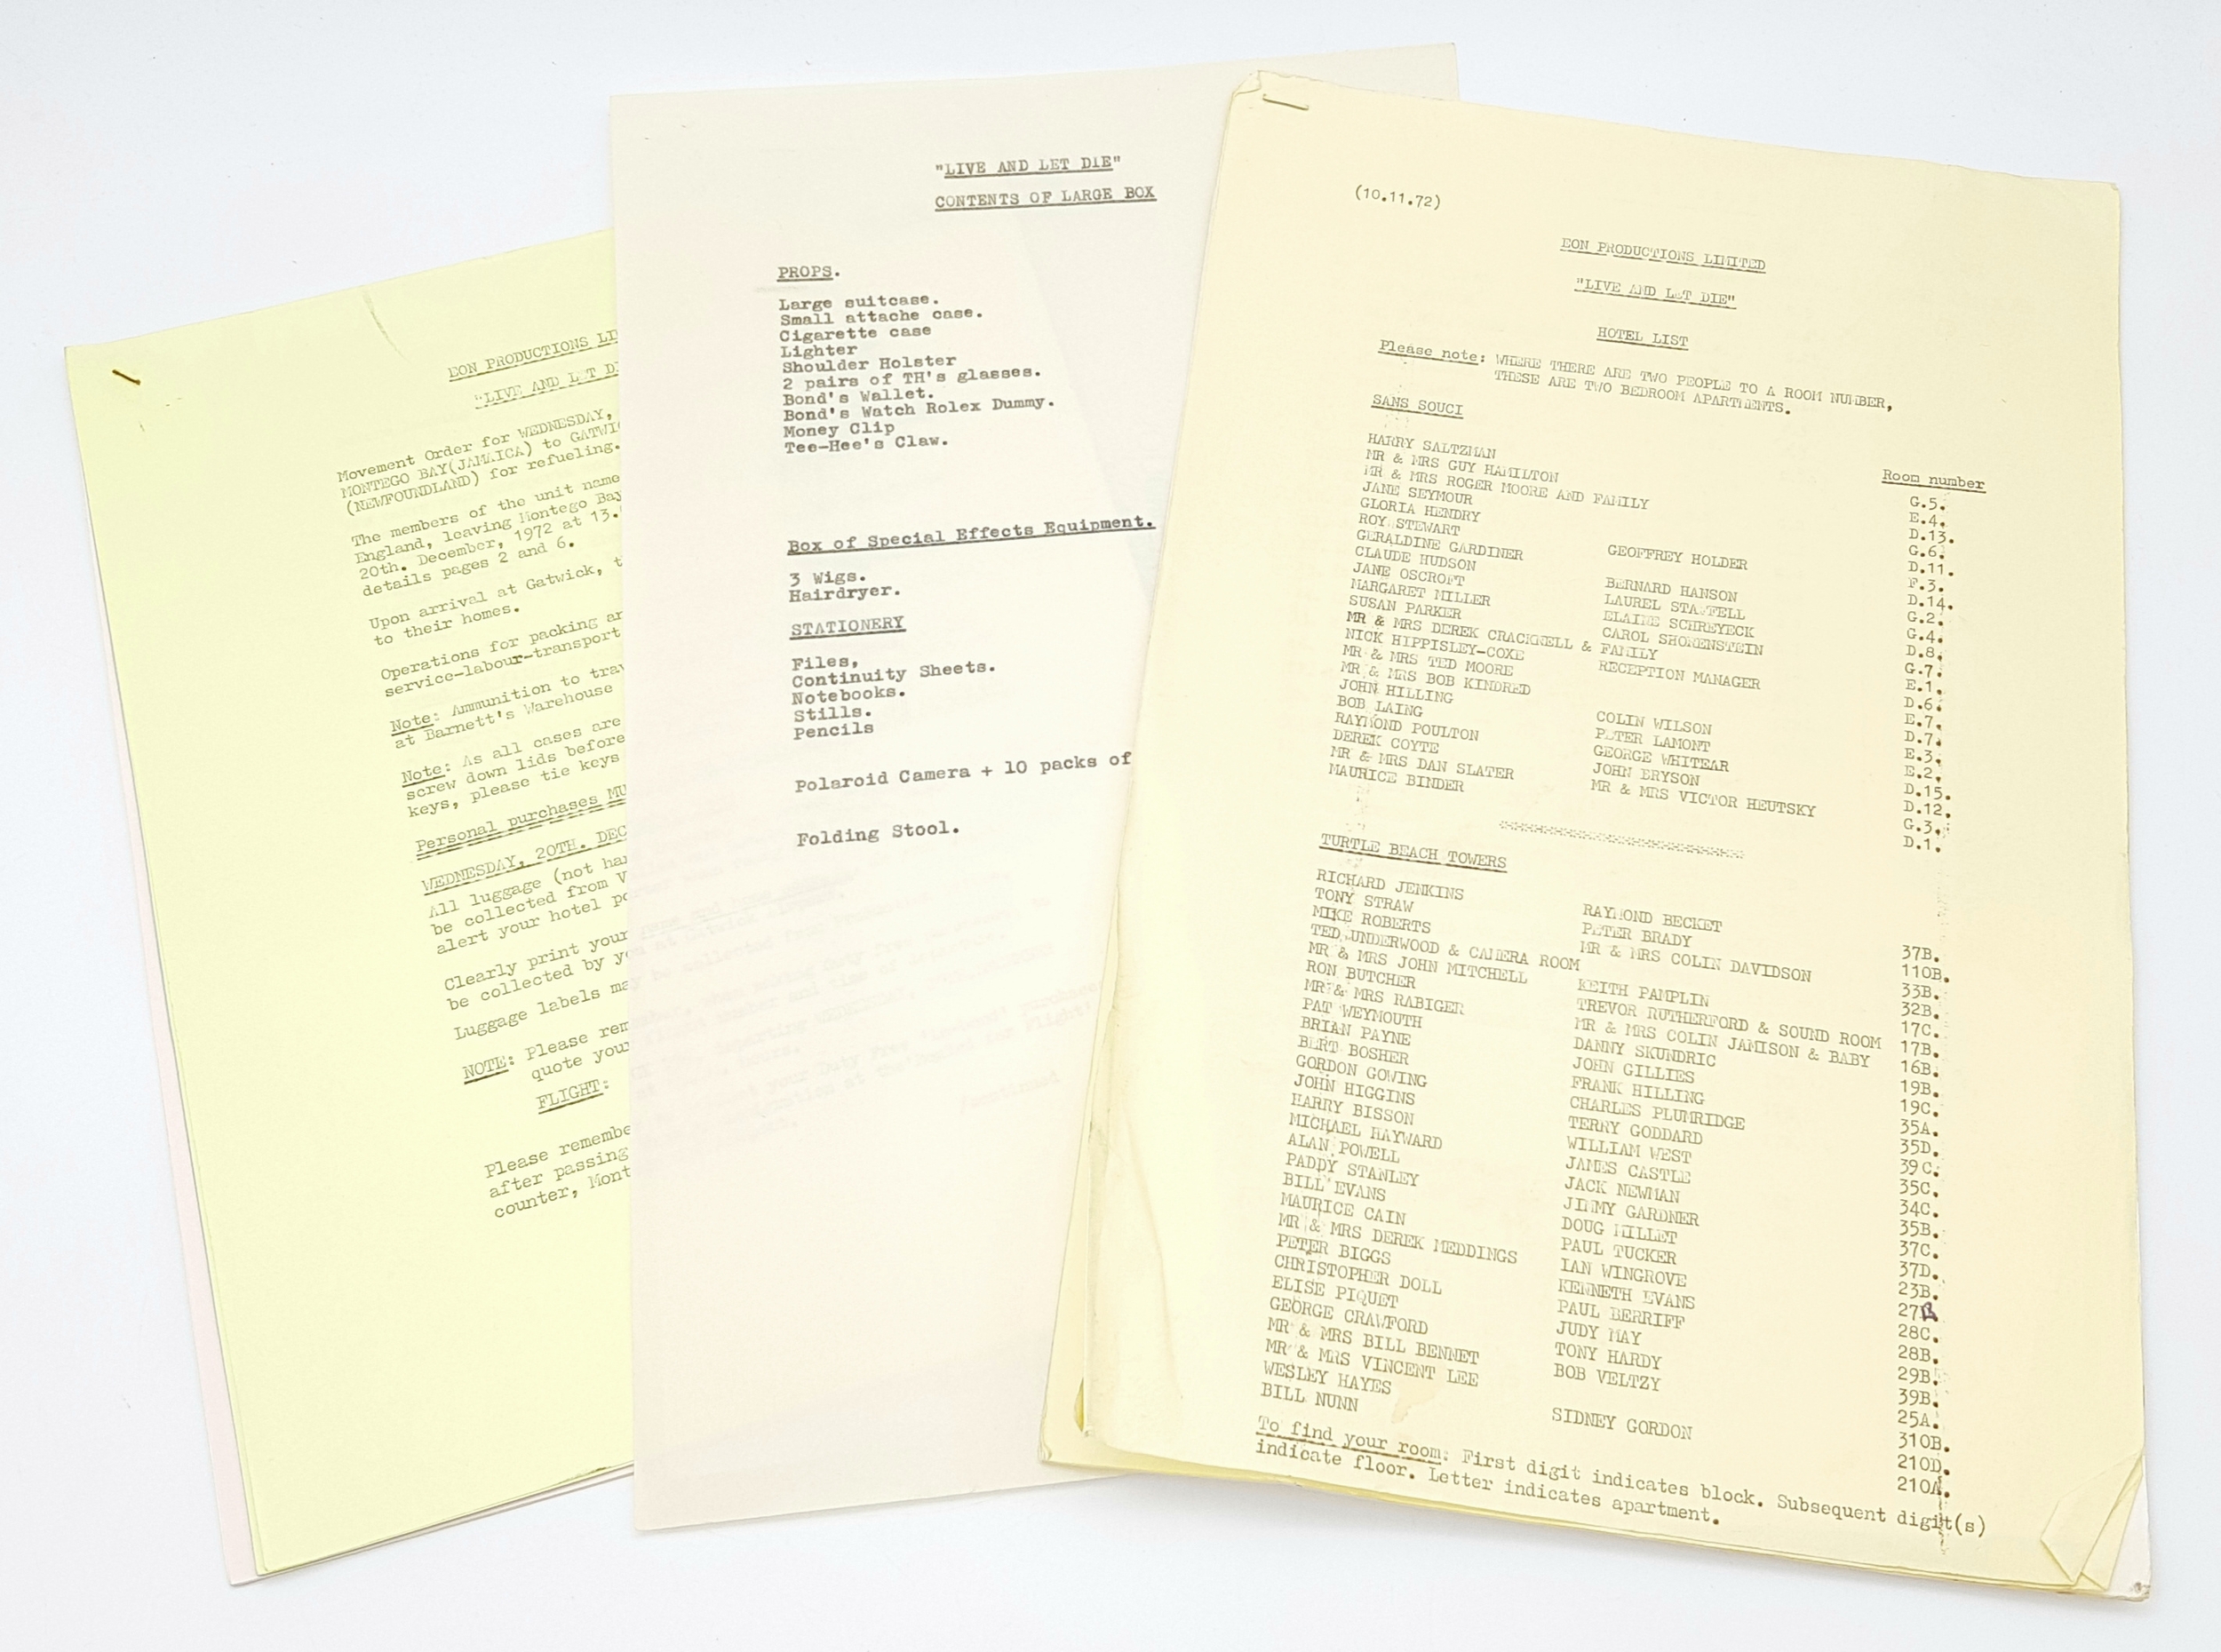 EON PRODUCTIONS LI
"LIVE AND LET DI
Movement Order for WEDNESDAY,
MONTEGO BAY(JAMAICA) to GATWI
(NEWFOUNDLAND) for refueling.
The members of the unit name
England, leaving Montego Bay
20th. December, 1972 at 13.
details pages 2 and 6.
Upon arrival at Gatwick, t
to their homes.
Operations for packing ar
service-labour-transport
Note: Ammunition to trav
at Barnett's Warehouse
Note: As all cases are
screw down lids before
keys, please tie keys
Personal purchases MU
WEDNESDAY, 20TH. DEC
All luggage (not han
be collected from V
alert your hotel po
Clearly print your
be collected by yo
Luggage labels ma
NOTE: Please rem
quote your
FLIGHT:
Please remembe
after passing
counter, Mont
"LIVE AND LET DIE"
CONTENTS OF LARGE BOX
PROPS.
Large suitcase.
Small attache case.
Cigarette case
Lighter
Shoulder Holster
2 pairs of TH's glasses.
Bond's Wallet.
Bond's Watch Rolex Dummy.
Money Clip
Tee-Hee's Claw.
Box of Special Effects Equipment.
3 Wigs.
Hairdryer.
STATIONERY
Files,
Continuity Sheets.
Notebooks.
Stills.
Pencils
Polaroid Camera + 10 packs of
Folding Stool.
(10.11.72)
EON PRODUCTIONS LIMITED
"LIVE AND LET DIE"
HOTEL LIST
Please note: WHERE THERE ARE TWO PEOPLE TO A ROOM NUMBER,
THESE ARE TWO BEDROOM APARTMENTS.
SANS SOUCI
Room number
HARRY SALTZMAN G.5.
MR & MRS GUY HAMILTON E.4.
MR & MRS ROGER MOORE AND FAMILY D.13.
JANE SEYMOUR G.6.
GLORIA HENDRY D.11.
ROY STEWART GEOFFREY HOLDER F.3.
GERALDINE GARDINER D.14.
CLAUDE HUDSON BERNARD HANSON G.2.
JANE OSCROFT LAUREL STAFFELL G.4.
MARGARET MILLER ELAINE SCHREYECK D.8.
SUSAN PARKER CAROL SHORENSTEIN G.7.
MR & MRS DEREK CRACKNELL & FAMILY E.1.
NICK HIPPISLEY-COXE RECEPTION MANAGER D.6.
MR & MRS TED MOORE E.7.
MR & MRS BOB KINDRED D.7.
JOHN HILLING COLIN WILSON E.3.
BOB LAING PETER LAMONT E.2.
RAYMOND POULTON GEORGE WHITEAR D.15.
DEREK COYTE JOHN BRYSON D.12.
MR & MRS DAN SLATER MR & MRS VICTOR HEUTSKY G.3.
MAURICE BINDER D.1.
TURTLE BEACH TOWERS
RICHARD JENKINS RAYMOND BECKET 37B.
TONY STRAW PETER BRADY 110B.
MIKE ROBERTS MR & MRS COLIN DAVIDSON 33B.
TED UNDERWOOD & CAMERA ROOM 32B.
MR & MRS JOHN MITCHELL KEITH PAMPLIN 17C.
RON BUTCHER TREVOR RUTHERFORD & SOUND ROOM 17B.
MR & MRS RABIGER MR & MRS COLIN JAMISON & BABY 16B.
PAT WEYMOUTH DANNY SKUNDRIC 19B.
BRIAN PAYNE JOHN GILLIES 19C.
BERT BOSHER FRANK HILLING 35A.
GORDON GOWING CHARLES PLUMRIDGE 35D.
JOHN HIGGINS TERRY GODDARD 39C.
HARRY BISSON WILLIAM WEST 35C.
MICHAEL HAYWARD JAMES CASTLE 34C.
ALAN POWELL JACK NEWMAN 35B.
PADDY STANLEY JIMMY GARDNER 37C.
BILL EVANS DOUG MILLET 37D.
MAURICE CAIN PAUL TUCKER 23B.
MR & MRS DEREK MEDDINGS IAN WINGROVE 27B
PETER BIGGS KENNETH EVANS 28C.
CHRISTOPHER DOLL PAUL BERRIFF 28B.
ELISE PIQUET JUDY MAY 29B.
GEORGE CRAWFORD TONY HARDY 39B.
MR & MRS BILL BENNET BOB VELTZY 25A.
MR & MRS VINCENT LEE 310B.
WESLEY HAYES SIDNEY GORDON 210D.
BILL NUNN 210A.
To find your room: First digit indicates block. Subsequent digit(s)
indicate floor. Letter indicates apartment.